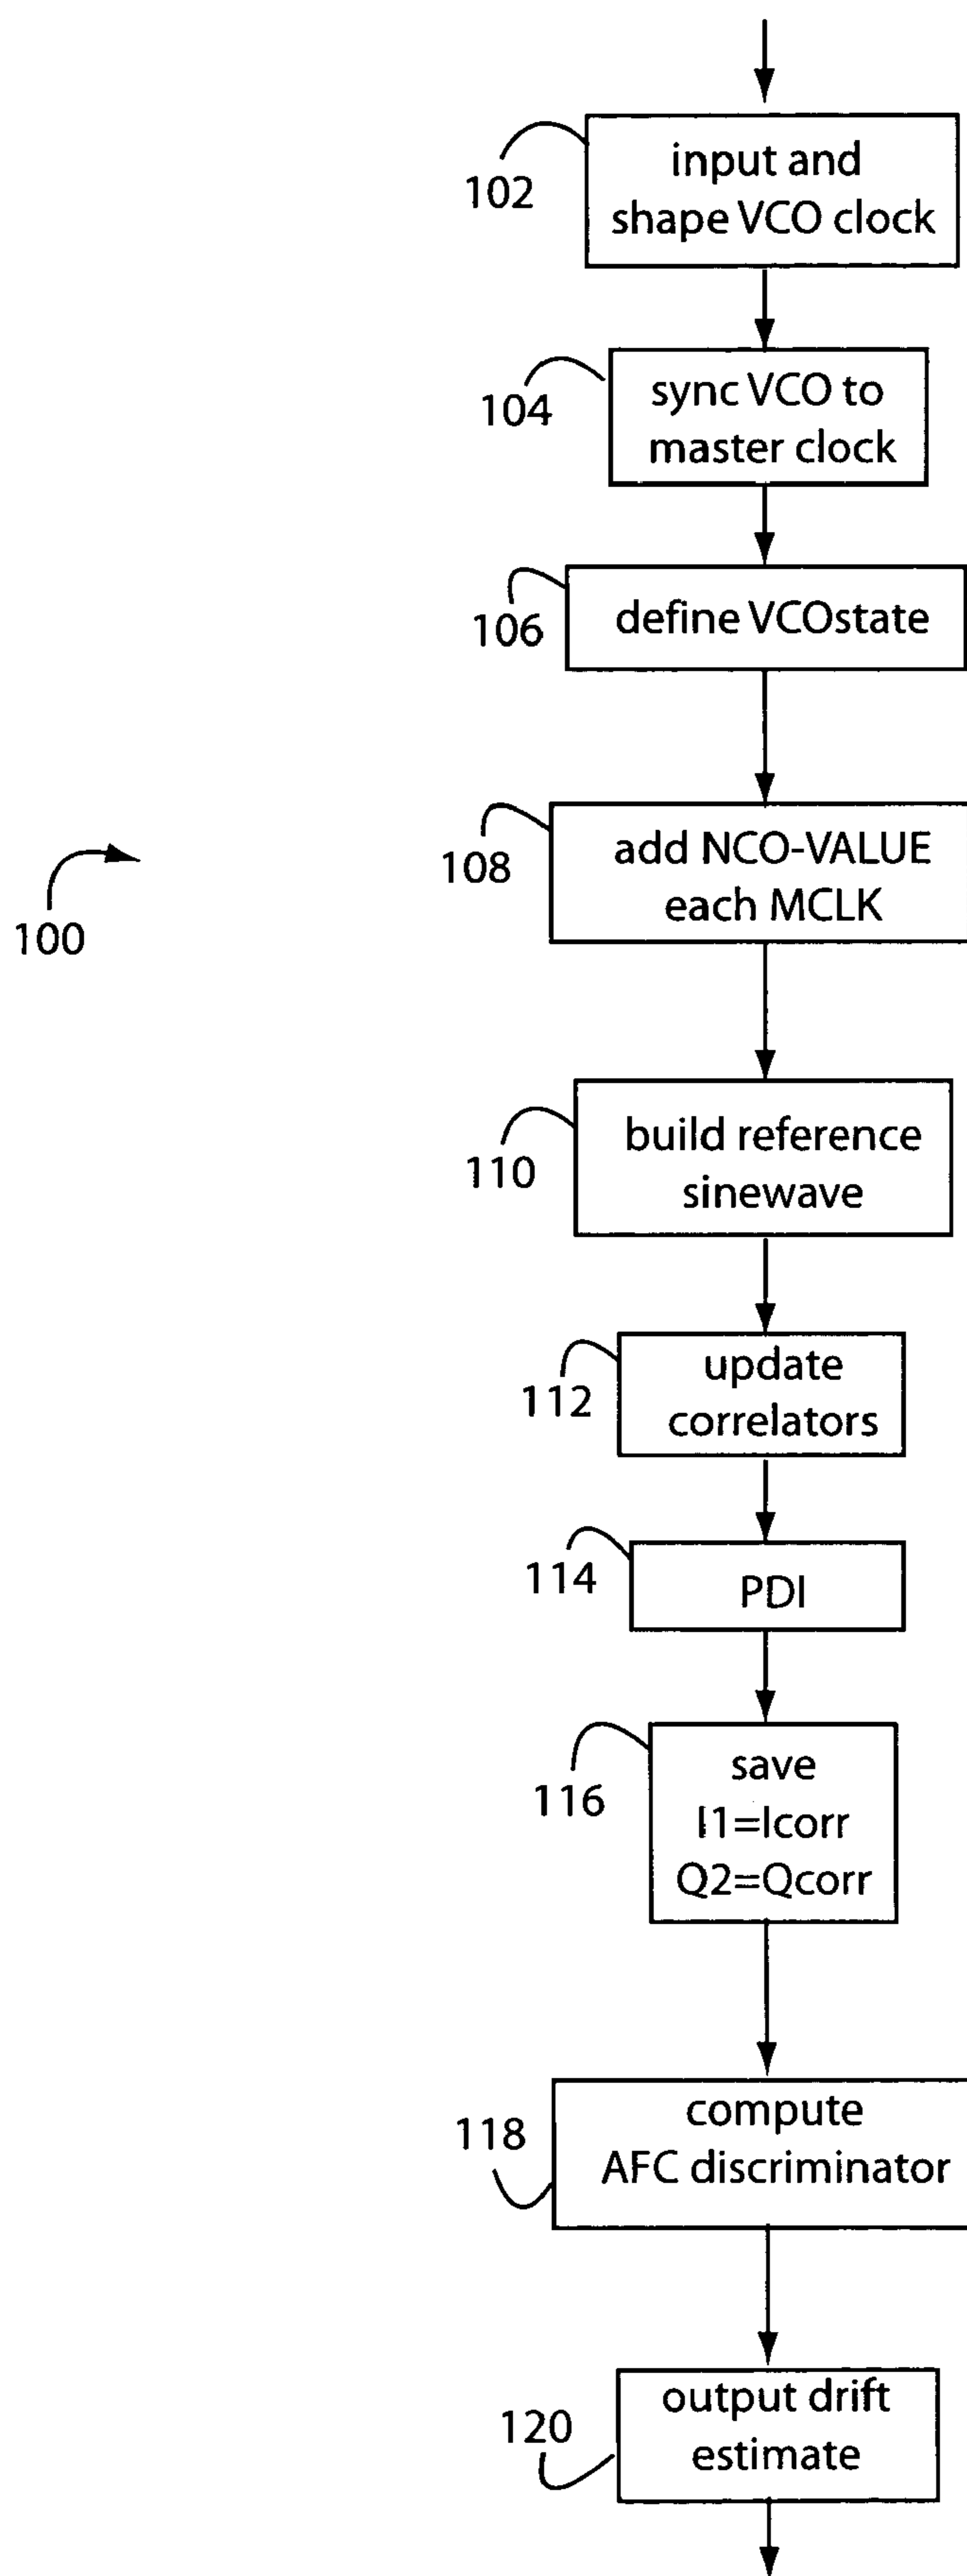 102
input and
shape VCO clock
104
sync VCO to
master clock
106
define VCOstate
108
add NCO-VALUE
each MCLK
100
110
build reference
sinewave
112
update
correlators
114
PDI
116
save
I1=Icorr
Q2=Qcorr
118
compute
AFC discriminator
120
output drift
estimate